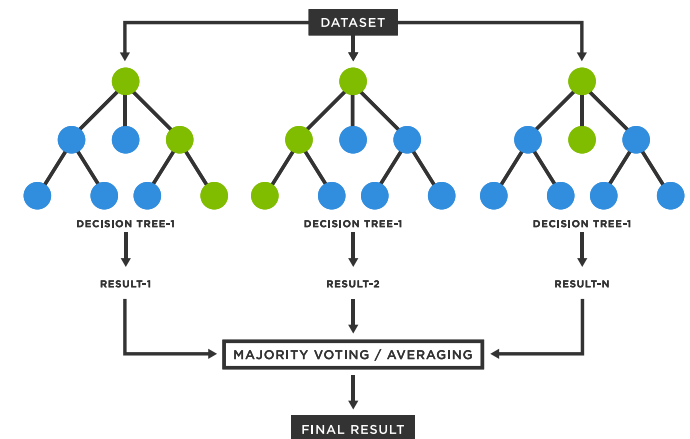 DATASET
DECISION TREE-1
DECISION TREE-1
DECISION TREE-1
RESULT-1
RESULT-2
RESULT-N
MAJORITY VOTING / AVERAGING
FINAL RESULT